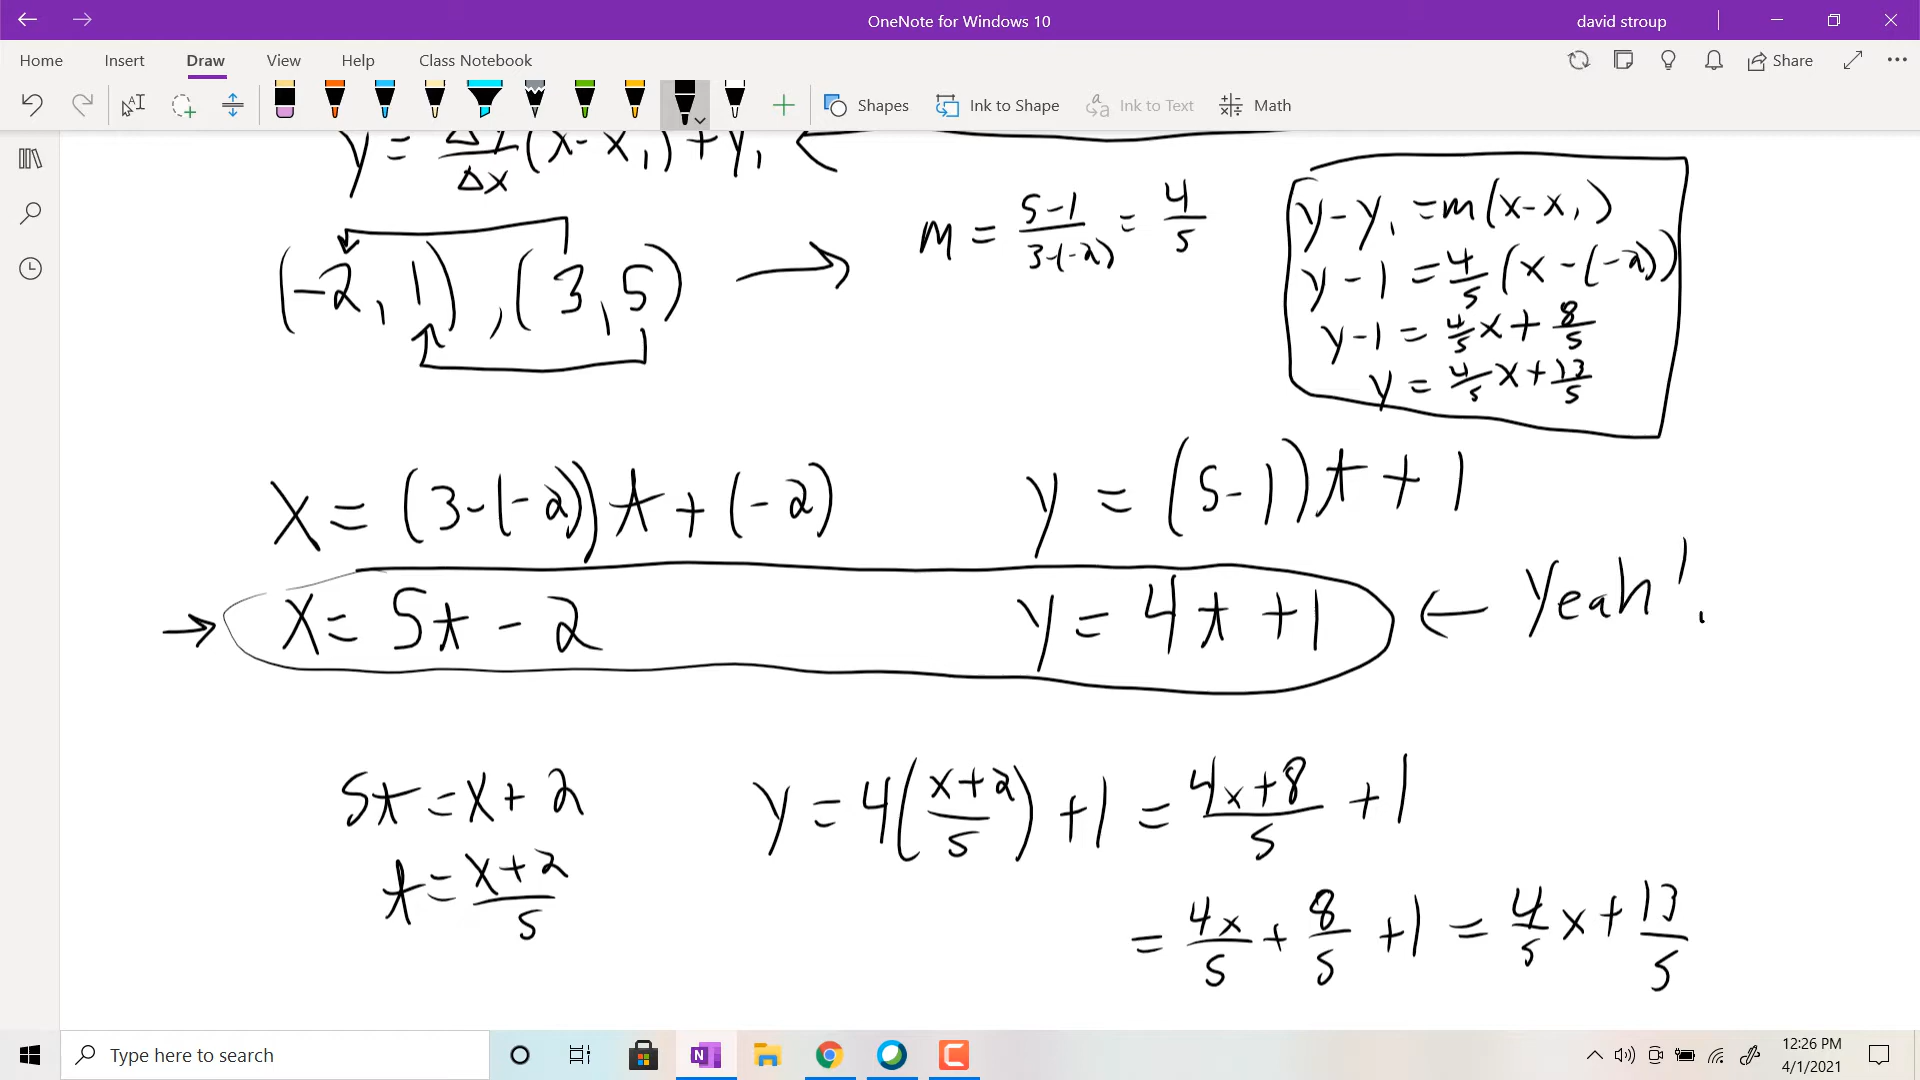 OneNote for Windows 10
david stroup
Home Insert Draw View Help Class Notebook
Share
Shapes Ink to Shape Ink to Text Math
y = Δy/Δx (x - x₁) + y₁
(-2, 1), (3, 5)
m = (5-1)/(3-(-2)) = 4/5
y - y₁ = m(x - x₁)
y - 1 = 4/5 (x - (-2))
y - 1 = 4/5 x + 8/5
y = 4/5 x + 13/5
x = (3-(-2))t + (-2)
y = (5-1)t + 1
→ x = 5t - 2
y = 4t + 1 ← Yeah!
5t = x + 2
t = (x+2)/5
y = 4((x+2)/5) + 1 = (4x+8)/5 + 1
= 4x/5 + 8/5 + 1 = 4/5 x + 13/5
Type here to search
12:26 PM
4/1/2021